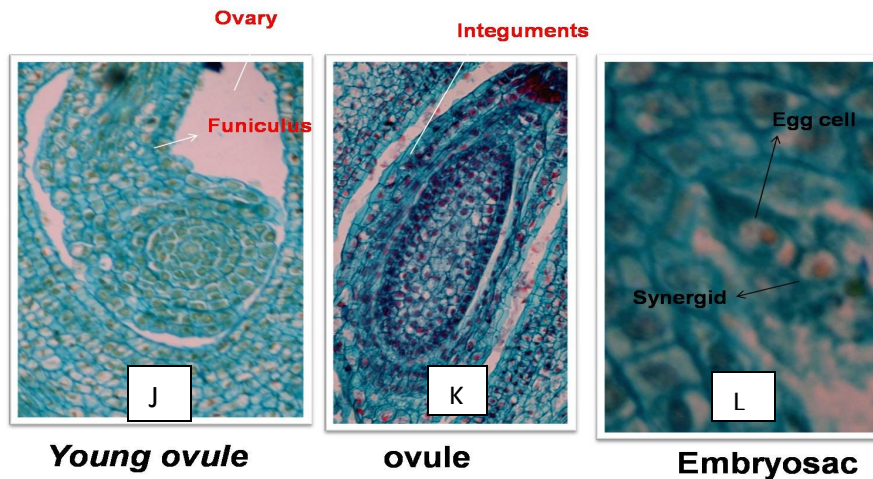 Ovary
Integuments
Funiculus
Egg cell
Synergid
J
K
L
Young ovule
ovule
Embryosac